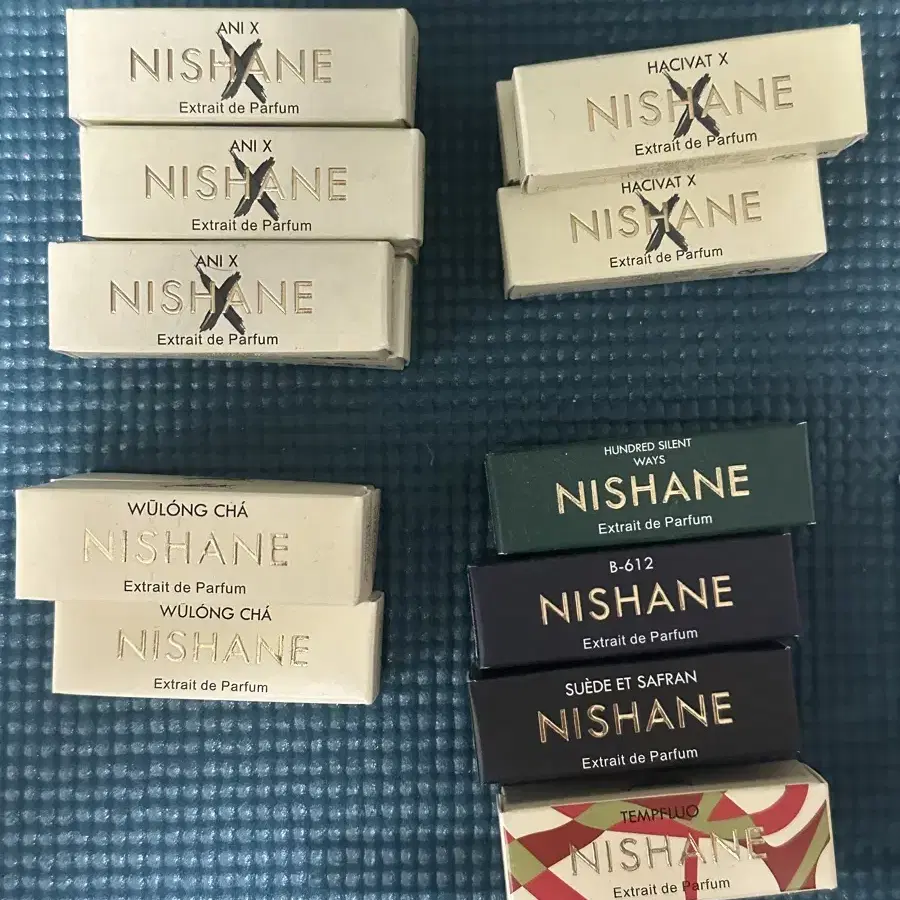 ANI X
NISHANE
Extrait de Parfum
ANI X
NISHANE
Extrait de Parfum
ANI X
NISHANE
Extrait de Parfum
HACIVAT X
NISHANE
Extrait de Parfum
HACIVAT X
NISHANE
Extrait de Parfum
WŪLÓNG CHÁ
NISHANE
Extrait de Parfum
WŪLÓNG CHÁ
NISHANE
Extrait de Parfum
HUNDRED SILENT
WAYS
NISHANE
Extrait de Parfum
B-612
NISHANE
Extrait de Parfum
SUÈDE ET SAFRAN
NISHANE
Extrait de Parfum
TEMPFLUO
NISHANE
Extrait de Parfum